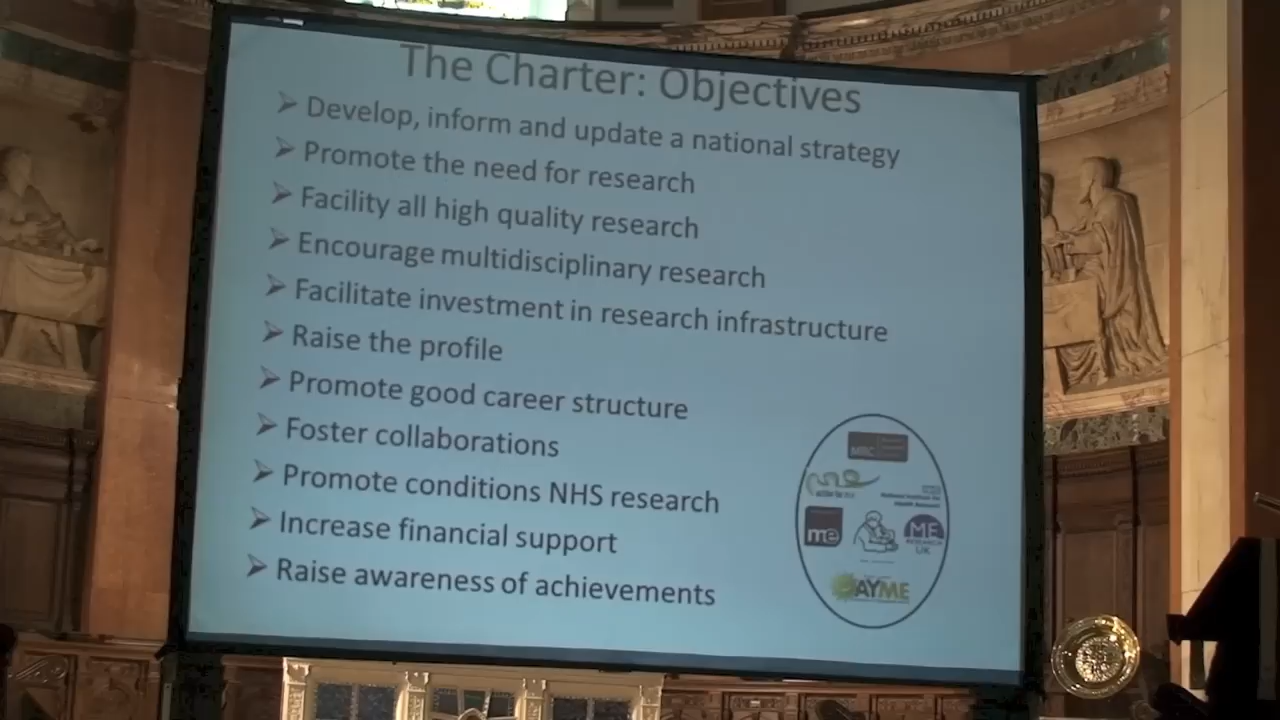 The Charter: Objectives
Develop, inform and update a national strategy
Promote the need for research
Facility all high quality research
Encourage multidisciplinary research
Facilitate investment in research infrastructure
Raise the profile
Promote good career structure
Foster collaborations
Promote conditions NHS research
Increase financial support
Raise awareness of achievements
MRC
me
ME
RESEARCH
UK
AYME